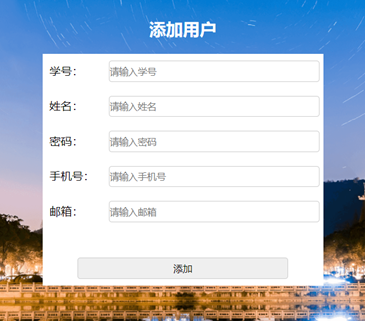 添加用户
学号： 请输入学号
姓名： 请输入姓名
密码： 请输入密码
手机号： 请输入手机号
邮箱： 请输入邮箱
添加